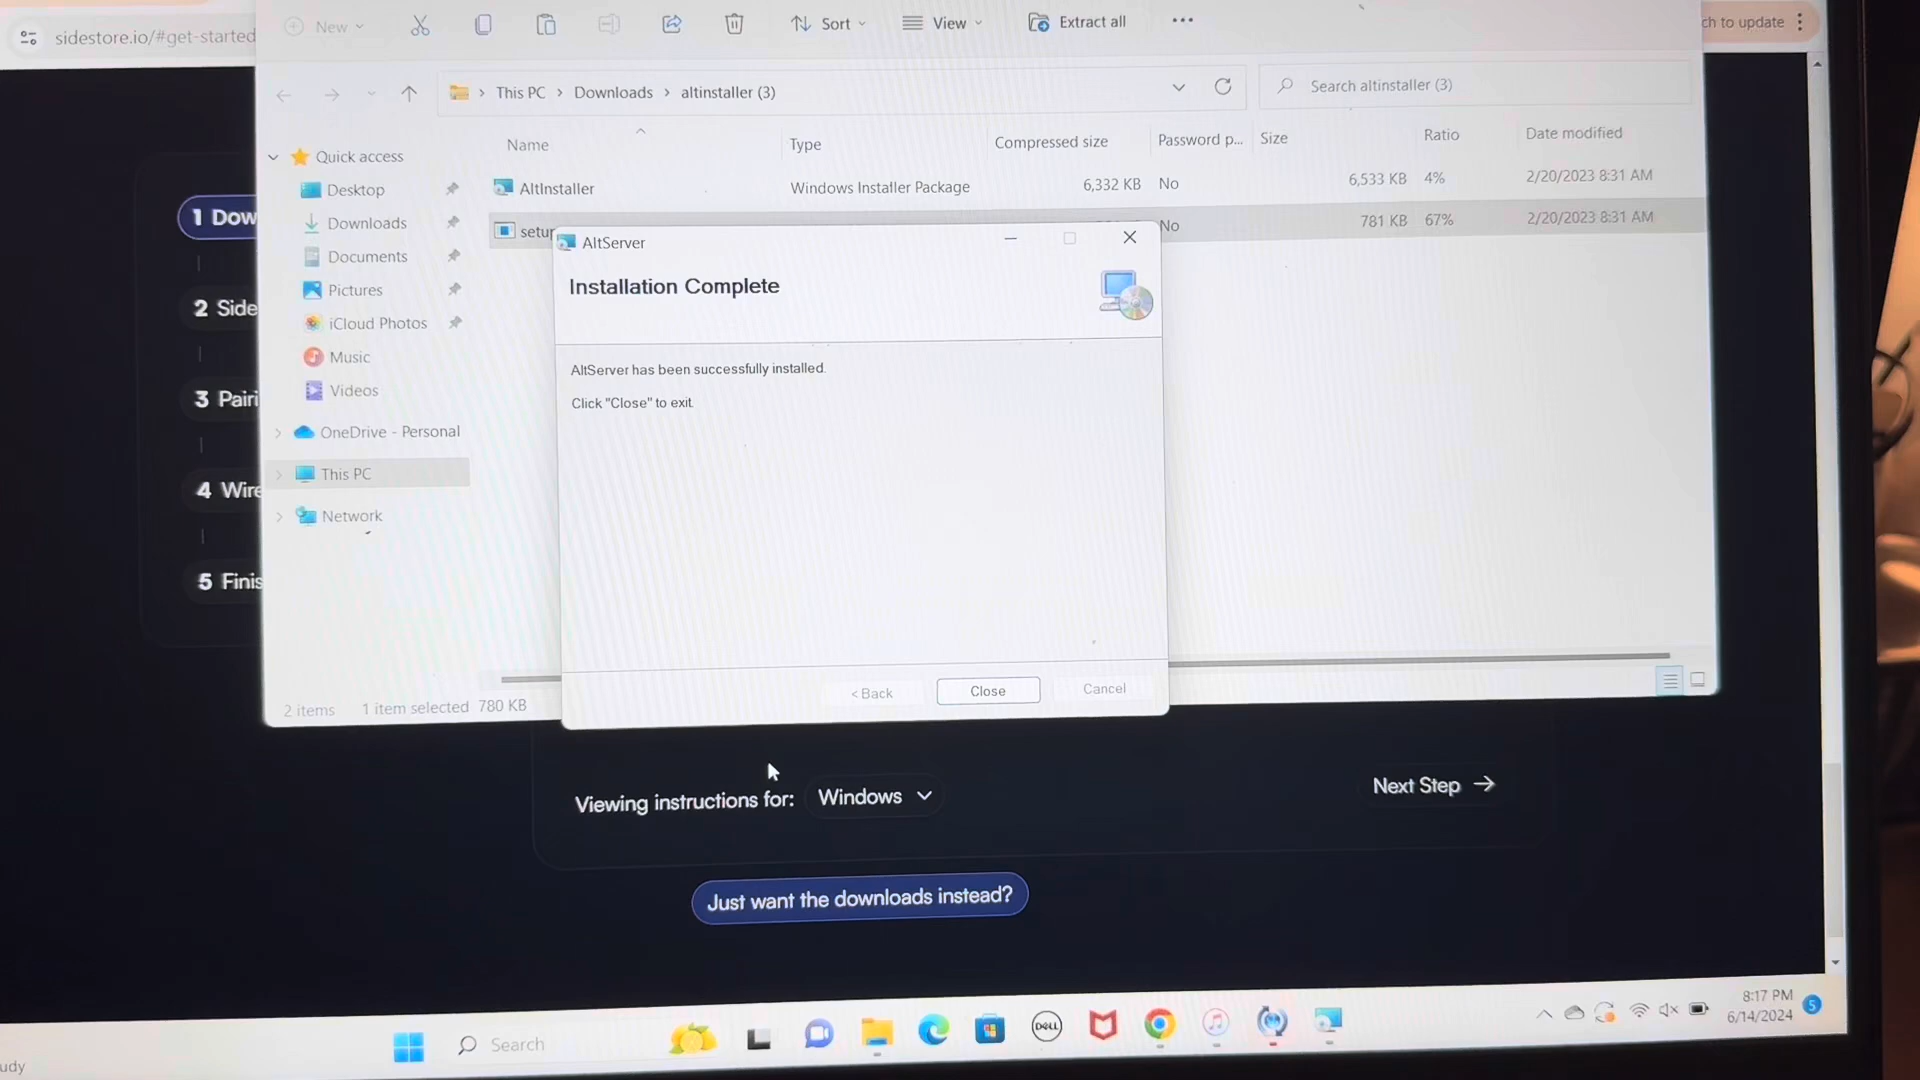 sidestore.io/#get-started
New
Sort
View
Extract all
ch to update
This PC
Downloads
altinstaller (3)
Search altinstaller (3)
Name
Type
Compressed size
Password p...
Size
Ratio
Date modified
Quick access
Desktop
Downloads
Documents
Pictures
iCloud Photos
Music
Videos
OneDrive - Personal
This PC
Network
AltInstaller
Windows Installer Package
6,332 KB
No
6,533 KB
4%
2/20/2023 8:31 AM
setup
No
781 KB
67%
2/20/2023 8:31 AM
1 Dow
2 Side
3 Pairi
4 Wire
5 Finis
AltServer
Installation Complete
AltServer has been successfully installed.
Click "Close" to exit.
< Back
Close
Cancel
2 items
1 item selected 780 KB
Viewing instructions for:
Windows
Next Step
Just want the downloads instead?
udy
Search
DELL
8:17 PM
6/14/2024
5